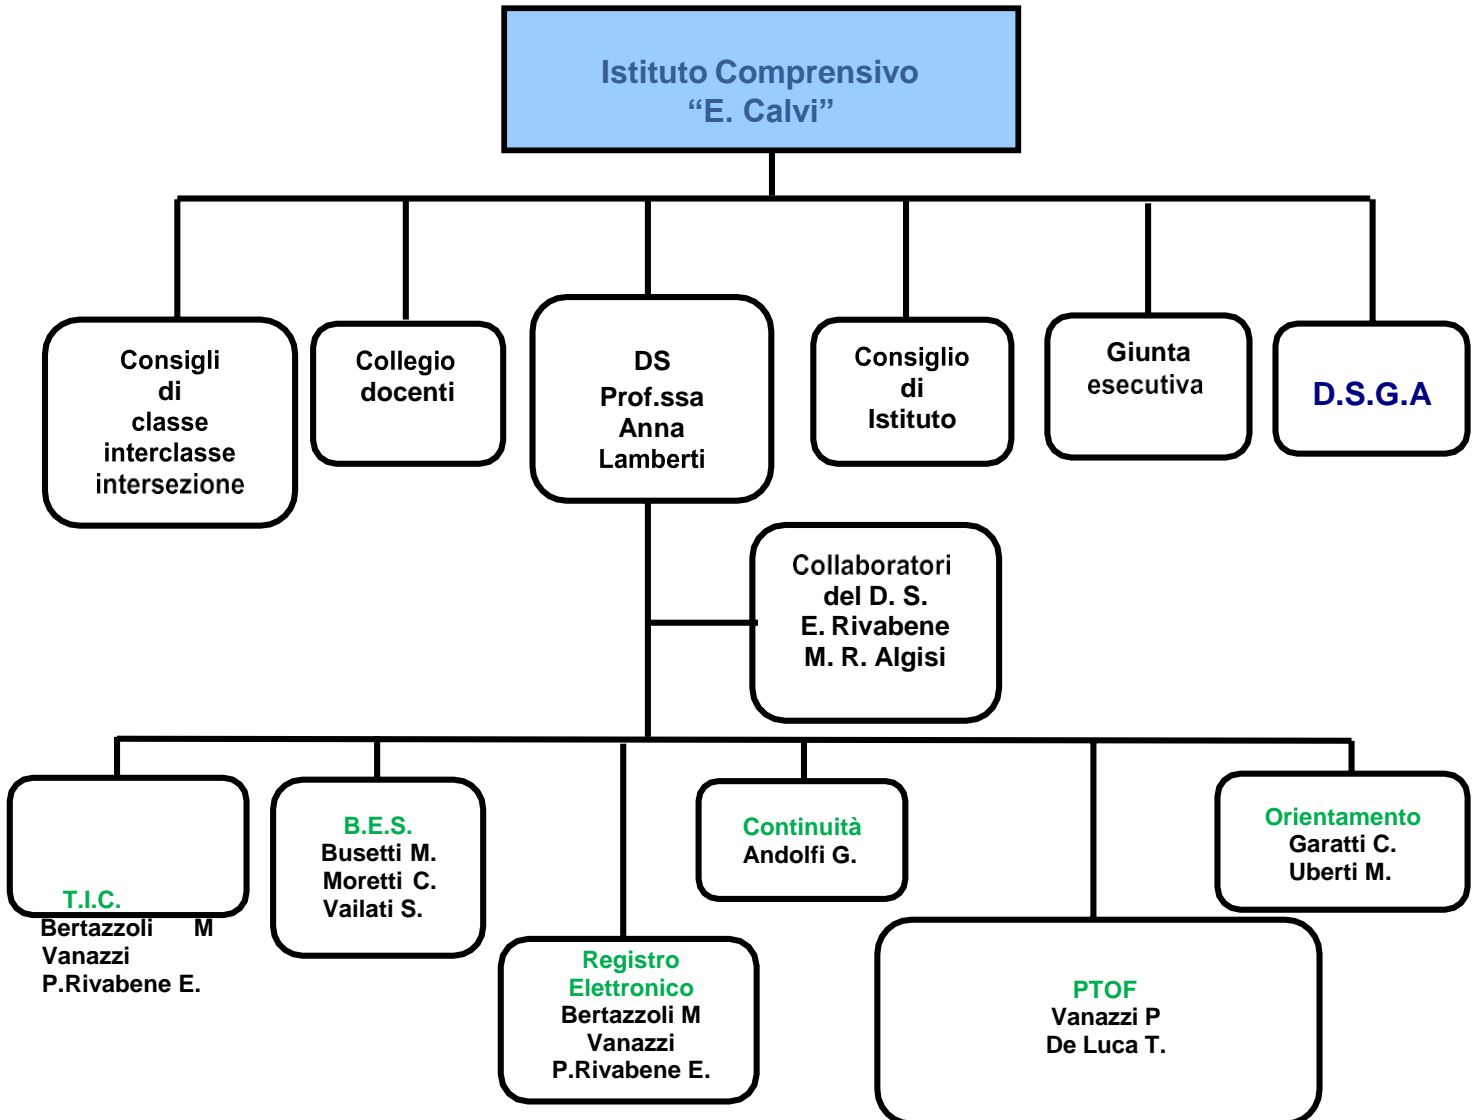 Istituto Comprensivo
“E. Calvi”
Consigli
di
classe
interclasse
intersezione
Collegio
docenti
DS
Prof.ssa
Anna
Lamberti
Consiglio
di
Istituto
Giunta
esecutiva
D.S.G.A
Collaboratori
del D. S.
E. Rivabene
M. R. Algisi
T.I.C.
Bertazzoli M
Vanazzi
P.Rivabene E.
B.E.S.
Busetti M.
Moretti C.
Vailati S.
Registro
Elettronico
Bertazzoli M
Vanazzi
P.Rivabene E.
Continuità
Andolfi G.
PTOF
Vanazzi P
De Luca T.
Orientamento
Garatti C.
Uberti M.